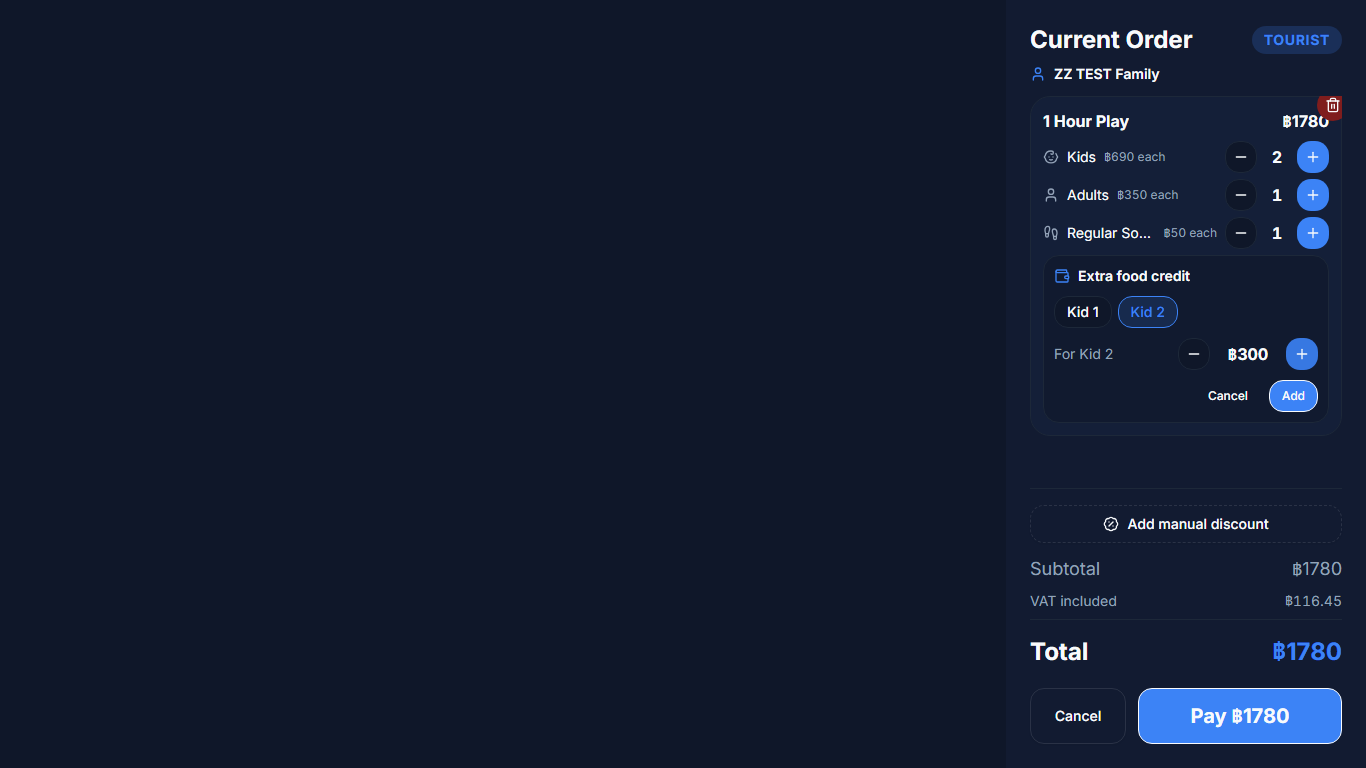 Current Order
TOURIST
ZZ TEST Family
1 Hour Play ฿1780
Kids ฿690 each − 2 +
Adults ฿350 each − 1 +
Regular So... ฿50 each − 1 +
Extra food credit
Kid 1 Kid 2
For Kid 2 − ฿300 +
Cancel Add
Add manual discount
Subtotal ฿1780
VAT included ฿116.45
Total ฿1780
Cancel Pay ฿1780